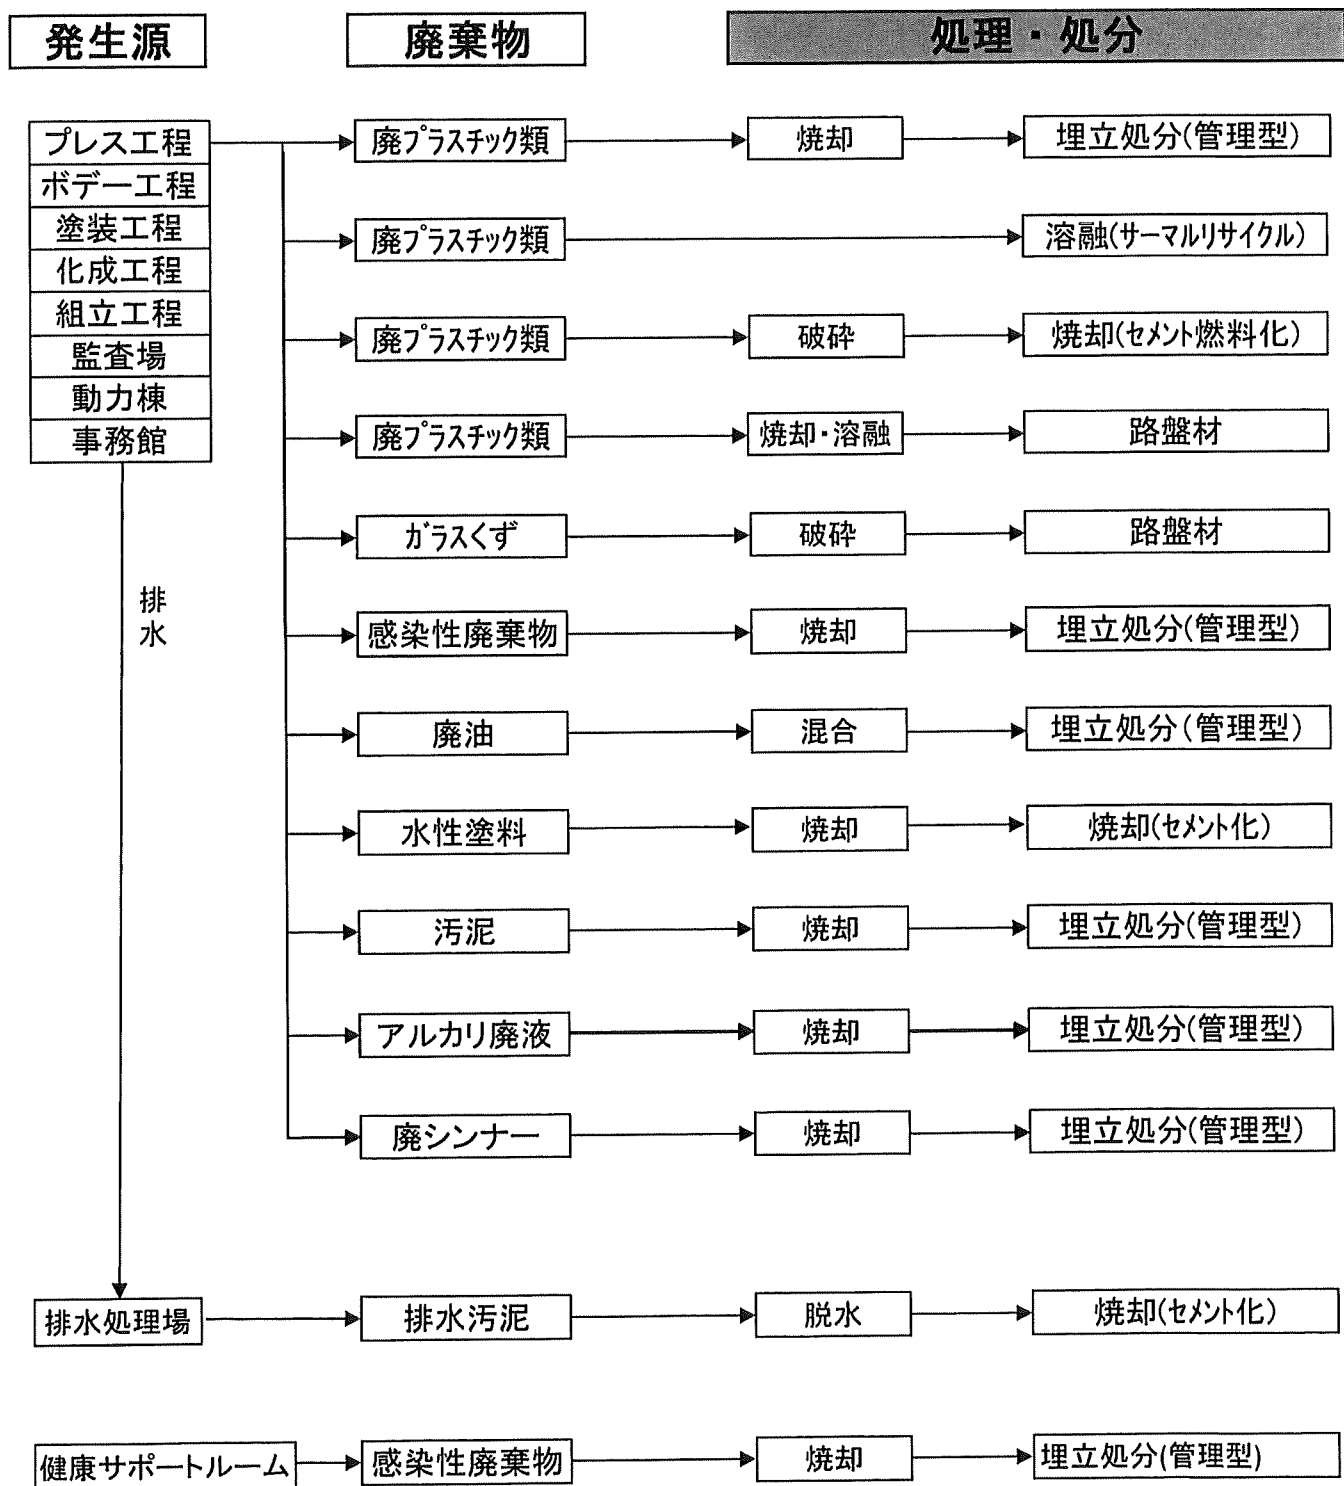 発生源 廃棄物 処理・処分
プレス工程 廃プラスチック類 焼却 埋立処分(管理型)
ボデー工程
塗装工程 廃プラスチック類 溶融(サーマルリサイクル)
化成工程
組立工程 廃プラスチック類 破砕 焼却(セメント燃料化)
監査場
動力棟
事務館 廃プラスチック類 焼却・溶融 路盤材
ガラスくず 破砕 路盤材
排水
感染性廃棄物 焼却 埋立処分(管理型)
廃油 混合 埋立処分(管理型)
水性塗料 焼却 焼却(セメント化)
汚泥 焼却 埋立処分(管理型)
アルカリ廃液 焼却 埋立処分(管理型)
廃シンナー 焼却 埋立処分(管理型)
排水処理場 排水汚泥 脱水 焼却(セメント化)
健康サポートルーム 感染性廃棄物 焼却 埋立処分(管理型)